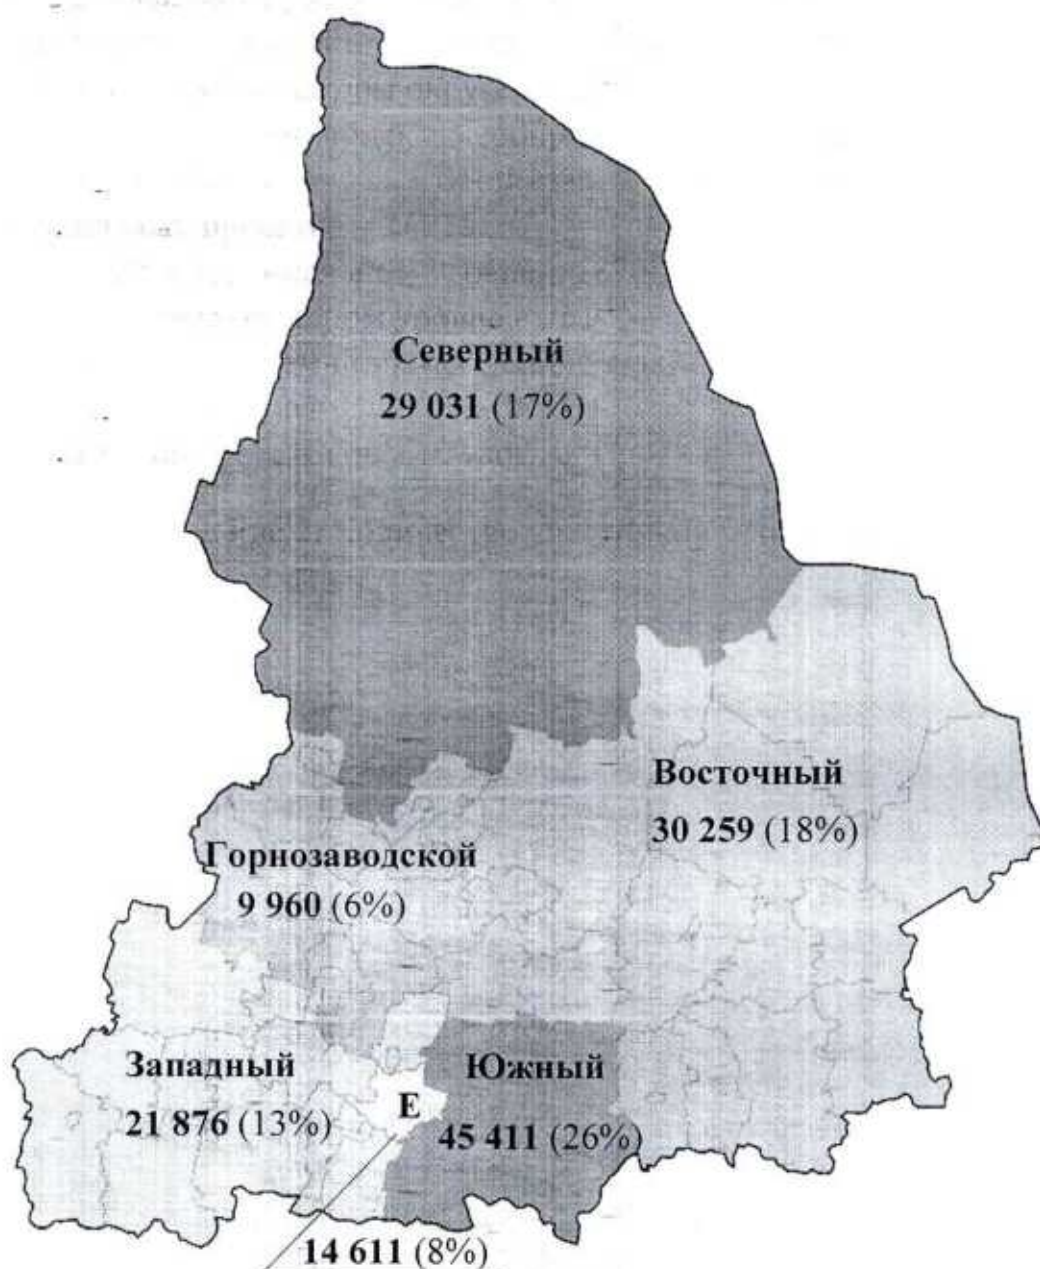 Северный
29 031 (17%)
Восточный
30 259 (18%)
Горнозаводской
9 960 (6%)
Западный
21 876 (13%)
Е
Южный
45 411 (26%)
14 611 (8%)